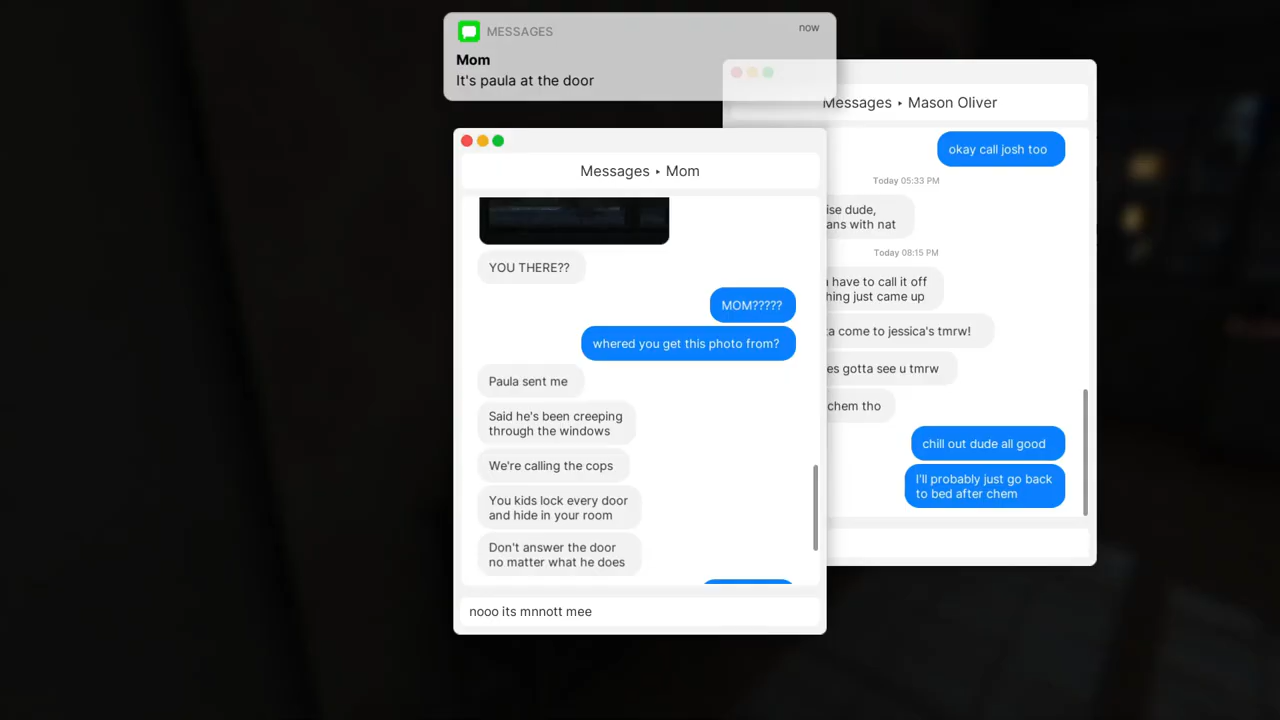 MESSAGES
now
Mom
It's paula at the door
Messages ‣ Mason Oliver
okay call josh too
Today 05:33 PM
ise dude,
ans with nat
Today 08:15 PM
have to call it off
hing just came up
a come to jessica's tmrw!
es gotta see u tmrw
chem tho
chill out dude all good
I'll probably just go back
to bed after chem
Messages ‣ Mom
YOU THERE??
MOM?????
whered you get this photo from?
Paula sent me
Said he's been creeping
through the windows
We're calling the cops
You kids lock every door
and hide in your room
Don't answer the door
no matter what he does
nooo its mnnott mee